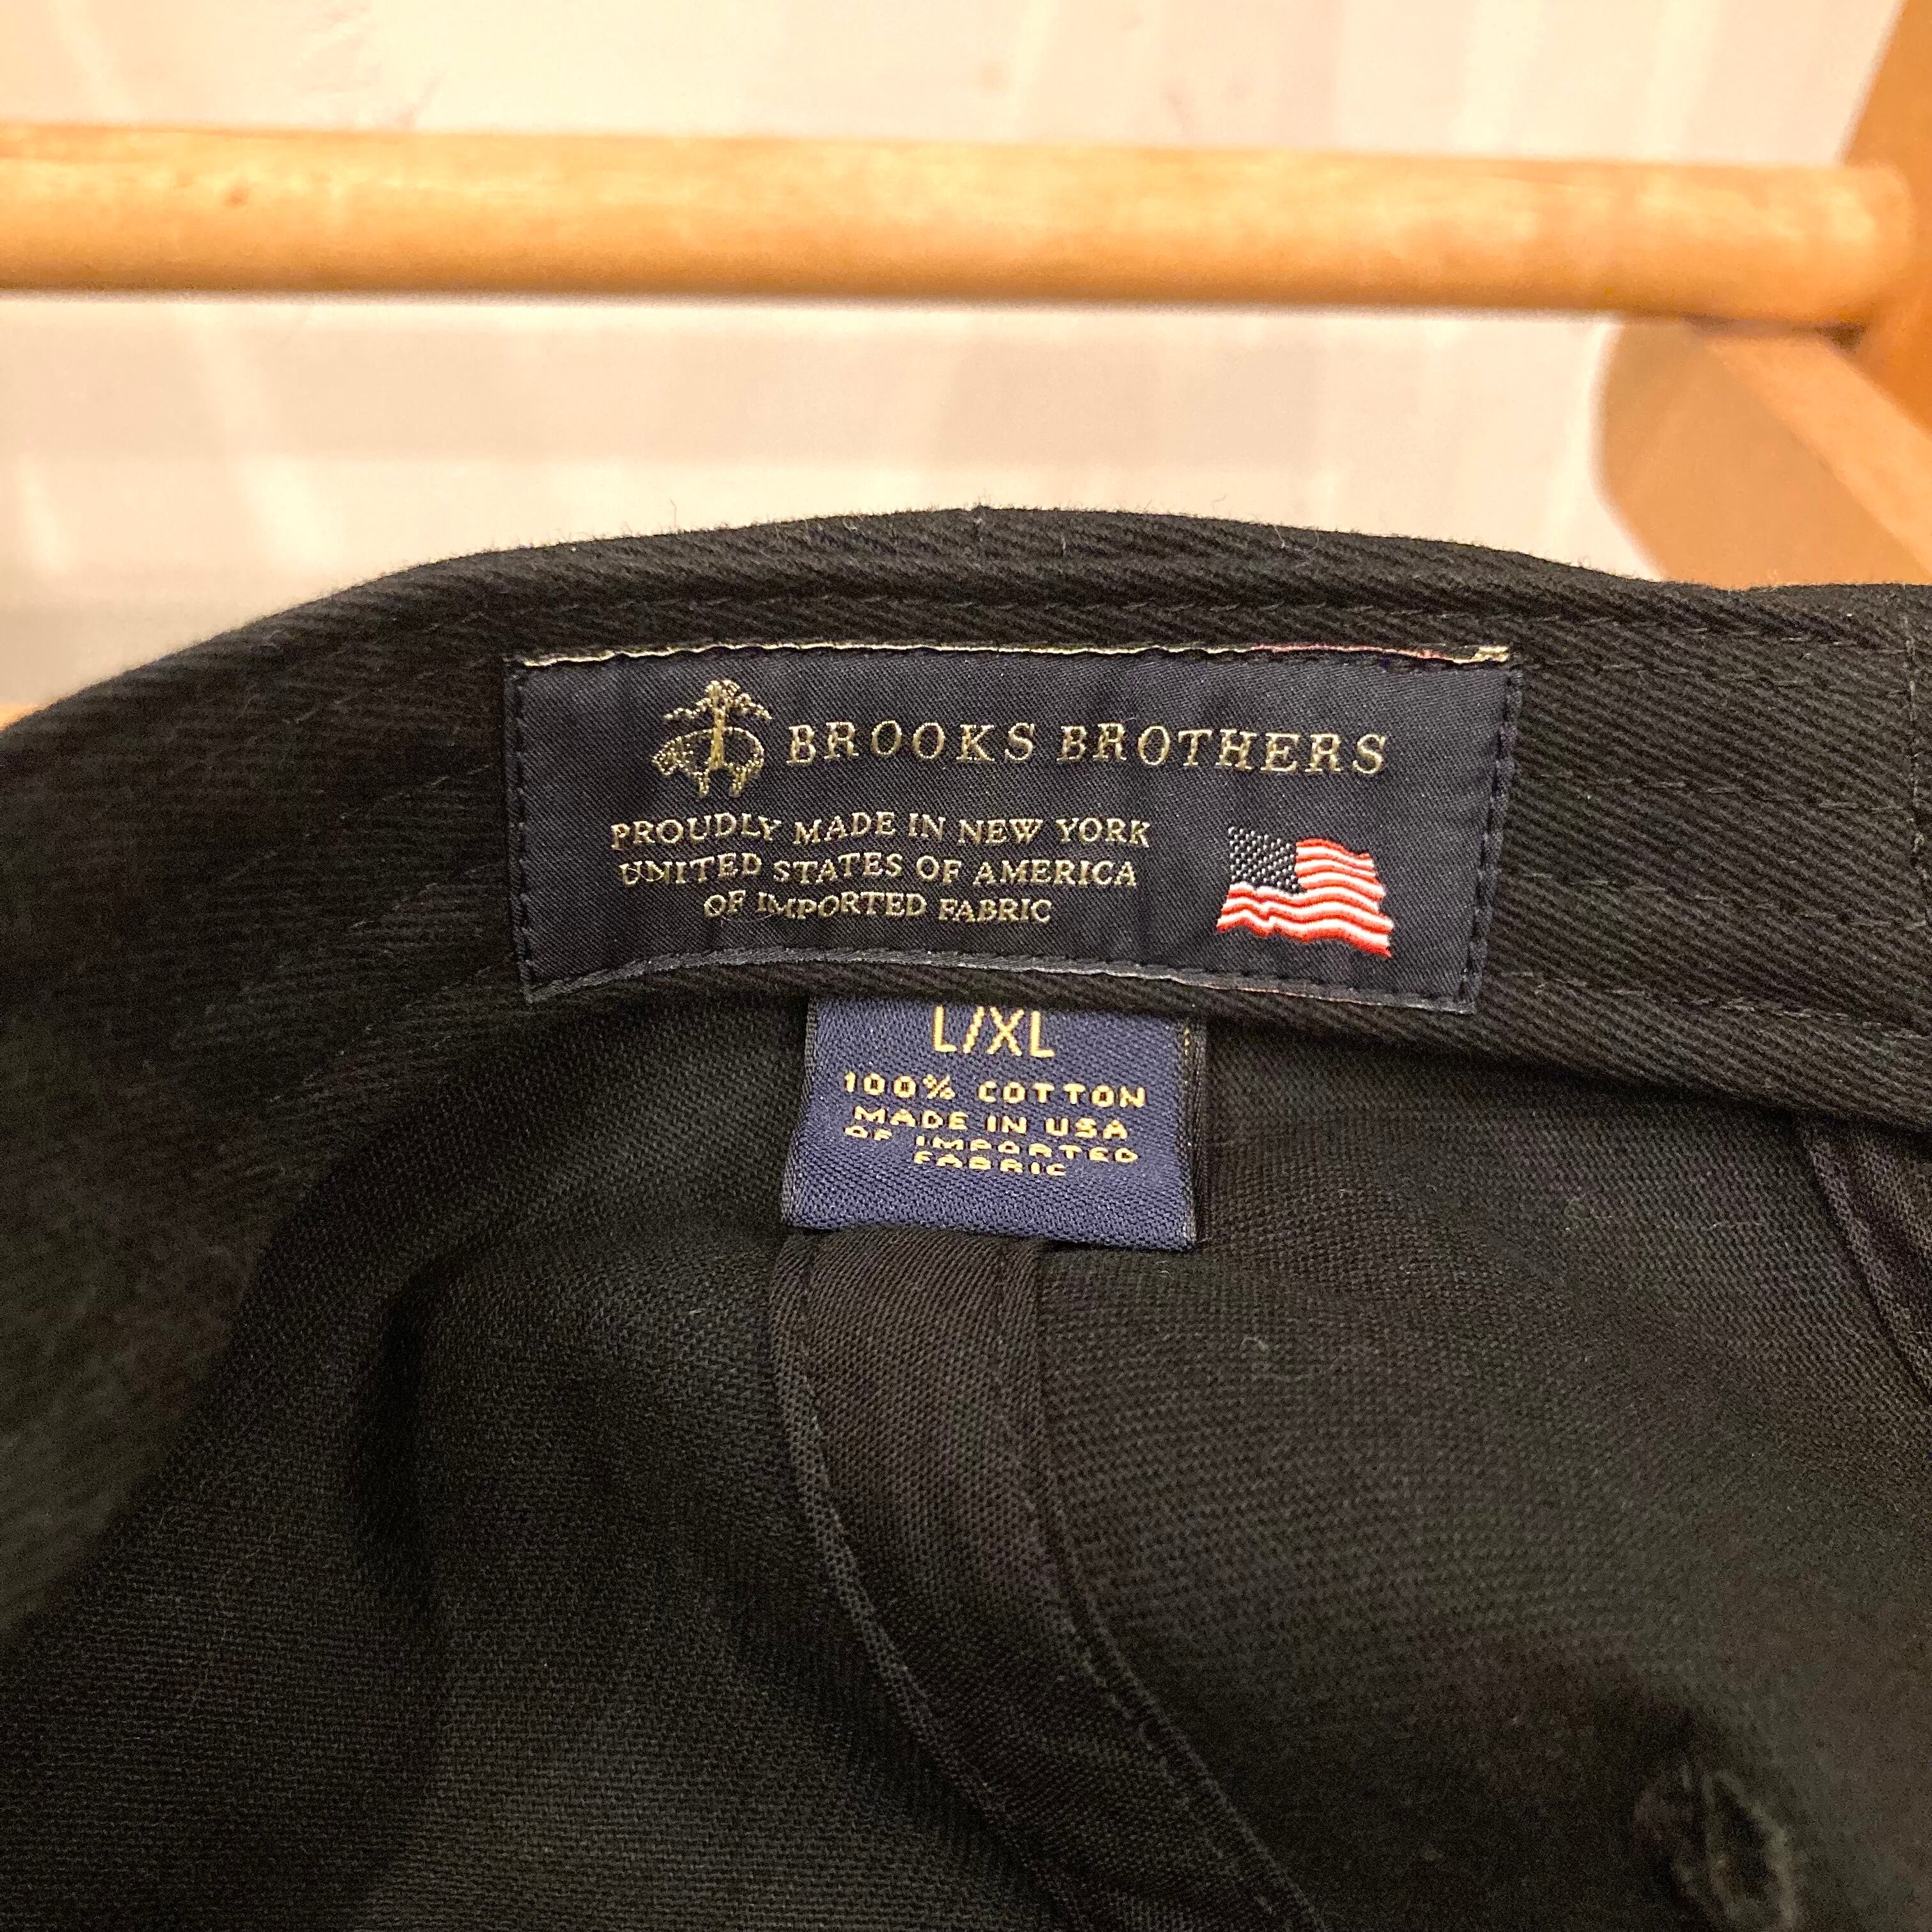 BROOKS BROTHERS
PROUDLY MADE IN NEW YORK
UNITED STATES OF AMERICA
OF IMPORTED FABRIC
L/XL
100% COTTON
MADE IN USA
OF IMPORTED
FABRIC